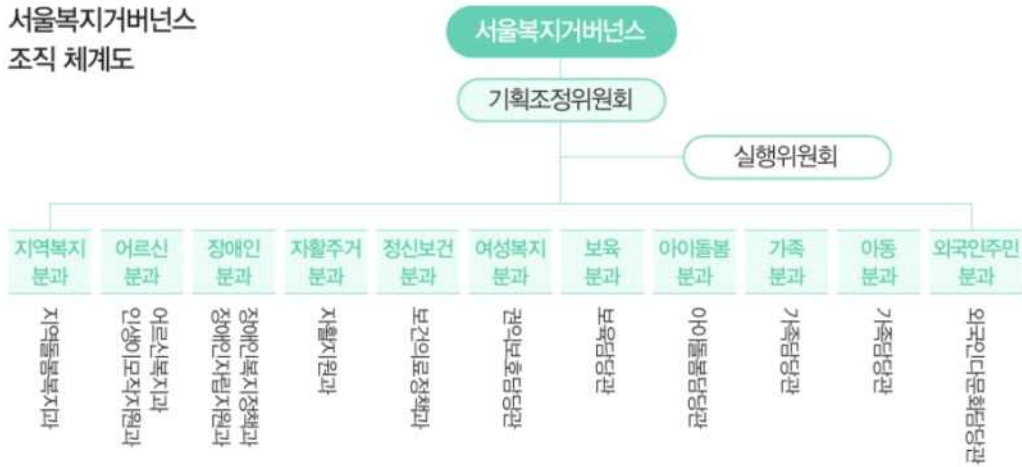 서울복지거버넌스
조직 체계도
서울복지거버넌스
기획조정위원회
실행위원회
지역복지
분과
어르신
분과
장애인
분과
자활주거
분과
정신보건
분과
여성복지
분과
보육
분과
아이돌봄
분과
가족
분과
아동
분과
외국인주민
분과
지역돌봄복지과
어르신복지과
인생이모작지원과
장애인복지정책과
장애인자립지원과
자활지원과
보건의료정책과
권익보호담당관
보육담당관
아이돌봄담당관
가족담당관
가족담당관
외국인다문화담당관